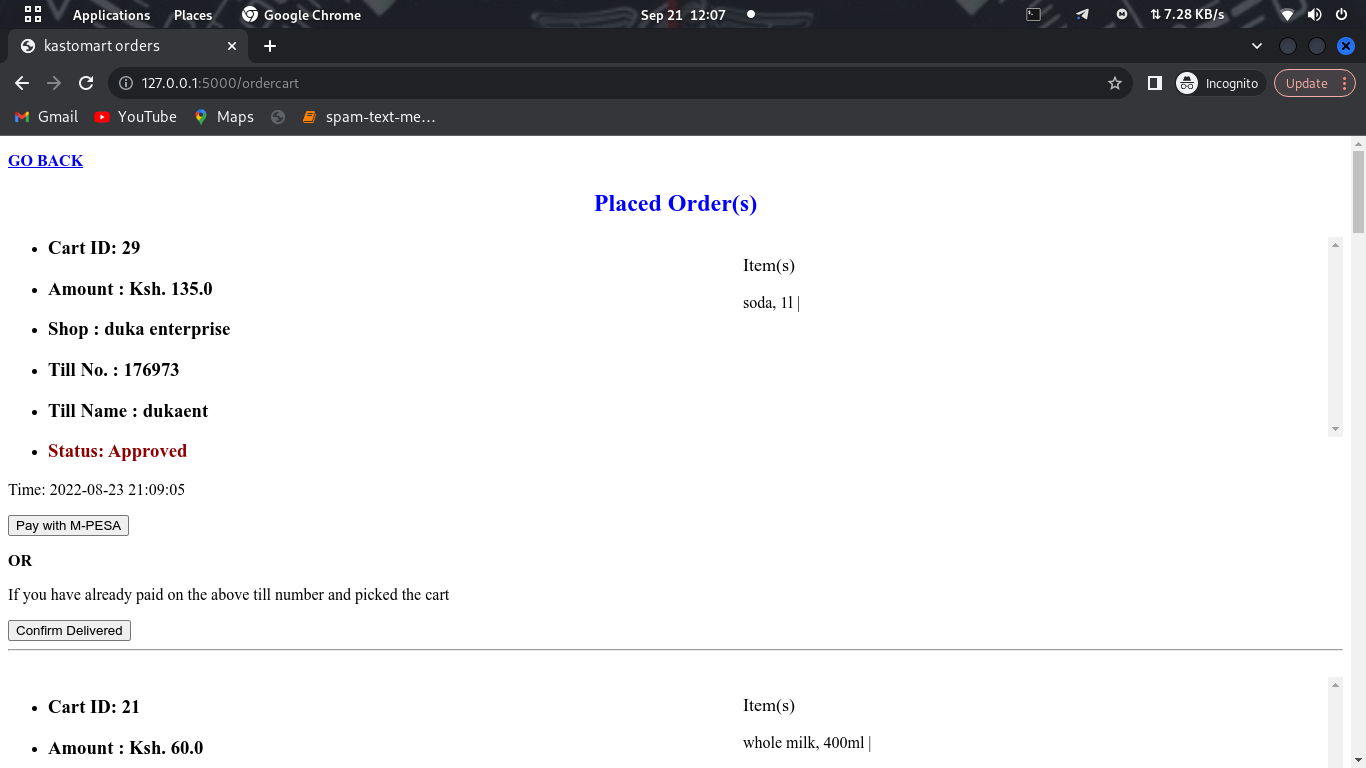 Applications Places Google Chrome Sep 21 12:07 7.28 KB/s
kastomart orders
127.0.0.1:5000/ordercart Incognito Update
Gmail YouTube Maps spam-text-me...
GO BACK
Placed Order(s)
Cart ID: 29
Amount : Ksh. 135.0
Shop : duka enterprise
Till No. : 176973
Till Name : dukaent
Status: Approved
Item(s)
soda, 1l |
Time: 2022-08-23 21:09:05
Pay with M-PESA
OR
If you have already paid on the above till number and picked the cart
Confirm Delivered
Cart ID: 21
Amount : Ksh. 60.0
Item(s)
whole milk, 400ml |